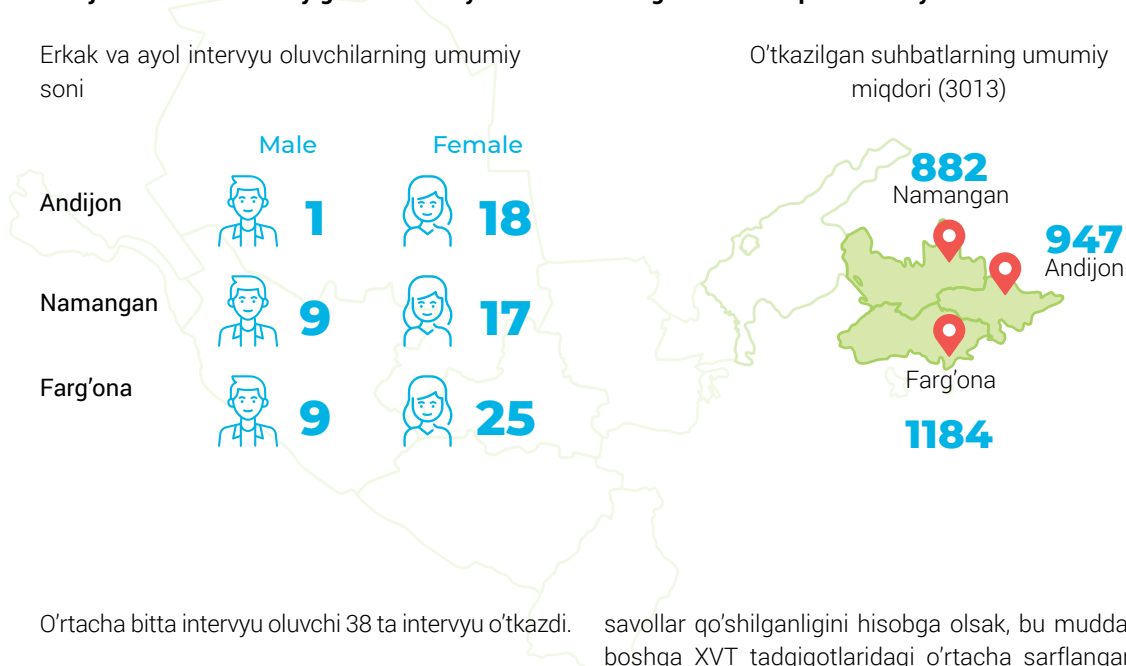 Erkak va ayol intervyu oluvchilarning umumiy
soni
Male Female
Andijon 1 18
Namangan 9 17
Farg'ona 9 25
O'tkazilgan suhbatlarning umumiy
miqdori (3013)
882
Namangan
947
Andijon
Farg'ona
1184
O'rtacha bitta intervyu oluvchi 38 ta intervyu o'tkazdi.
savollar qo'shilganligini hisobga olsak, bu